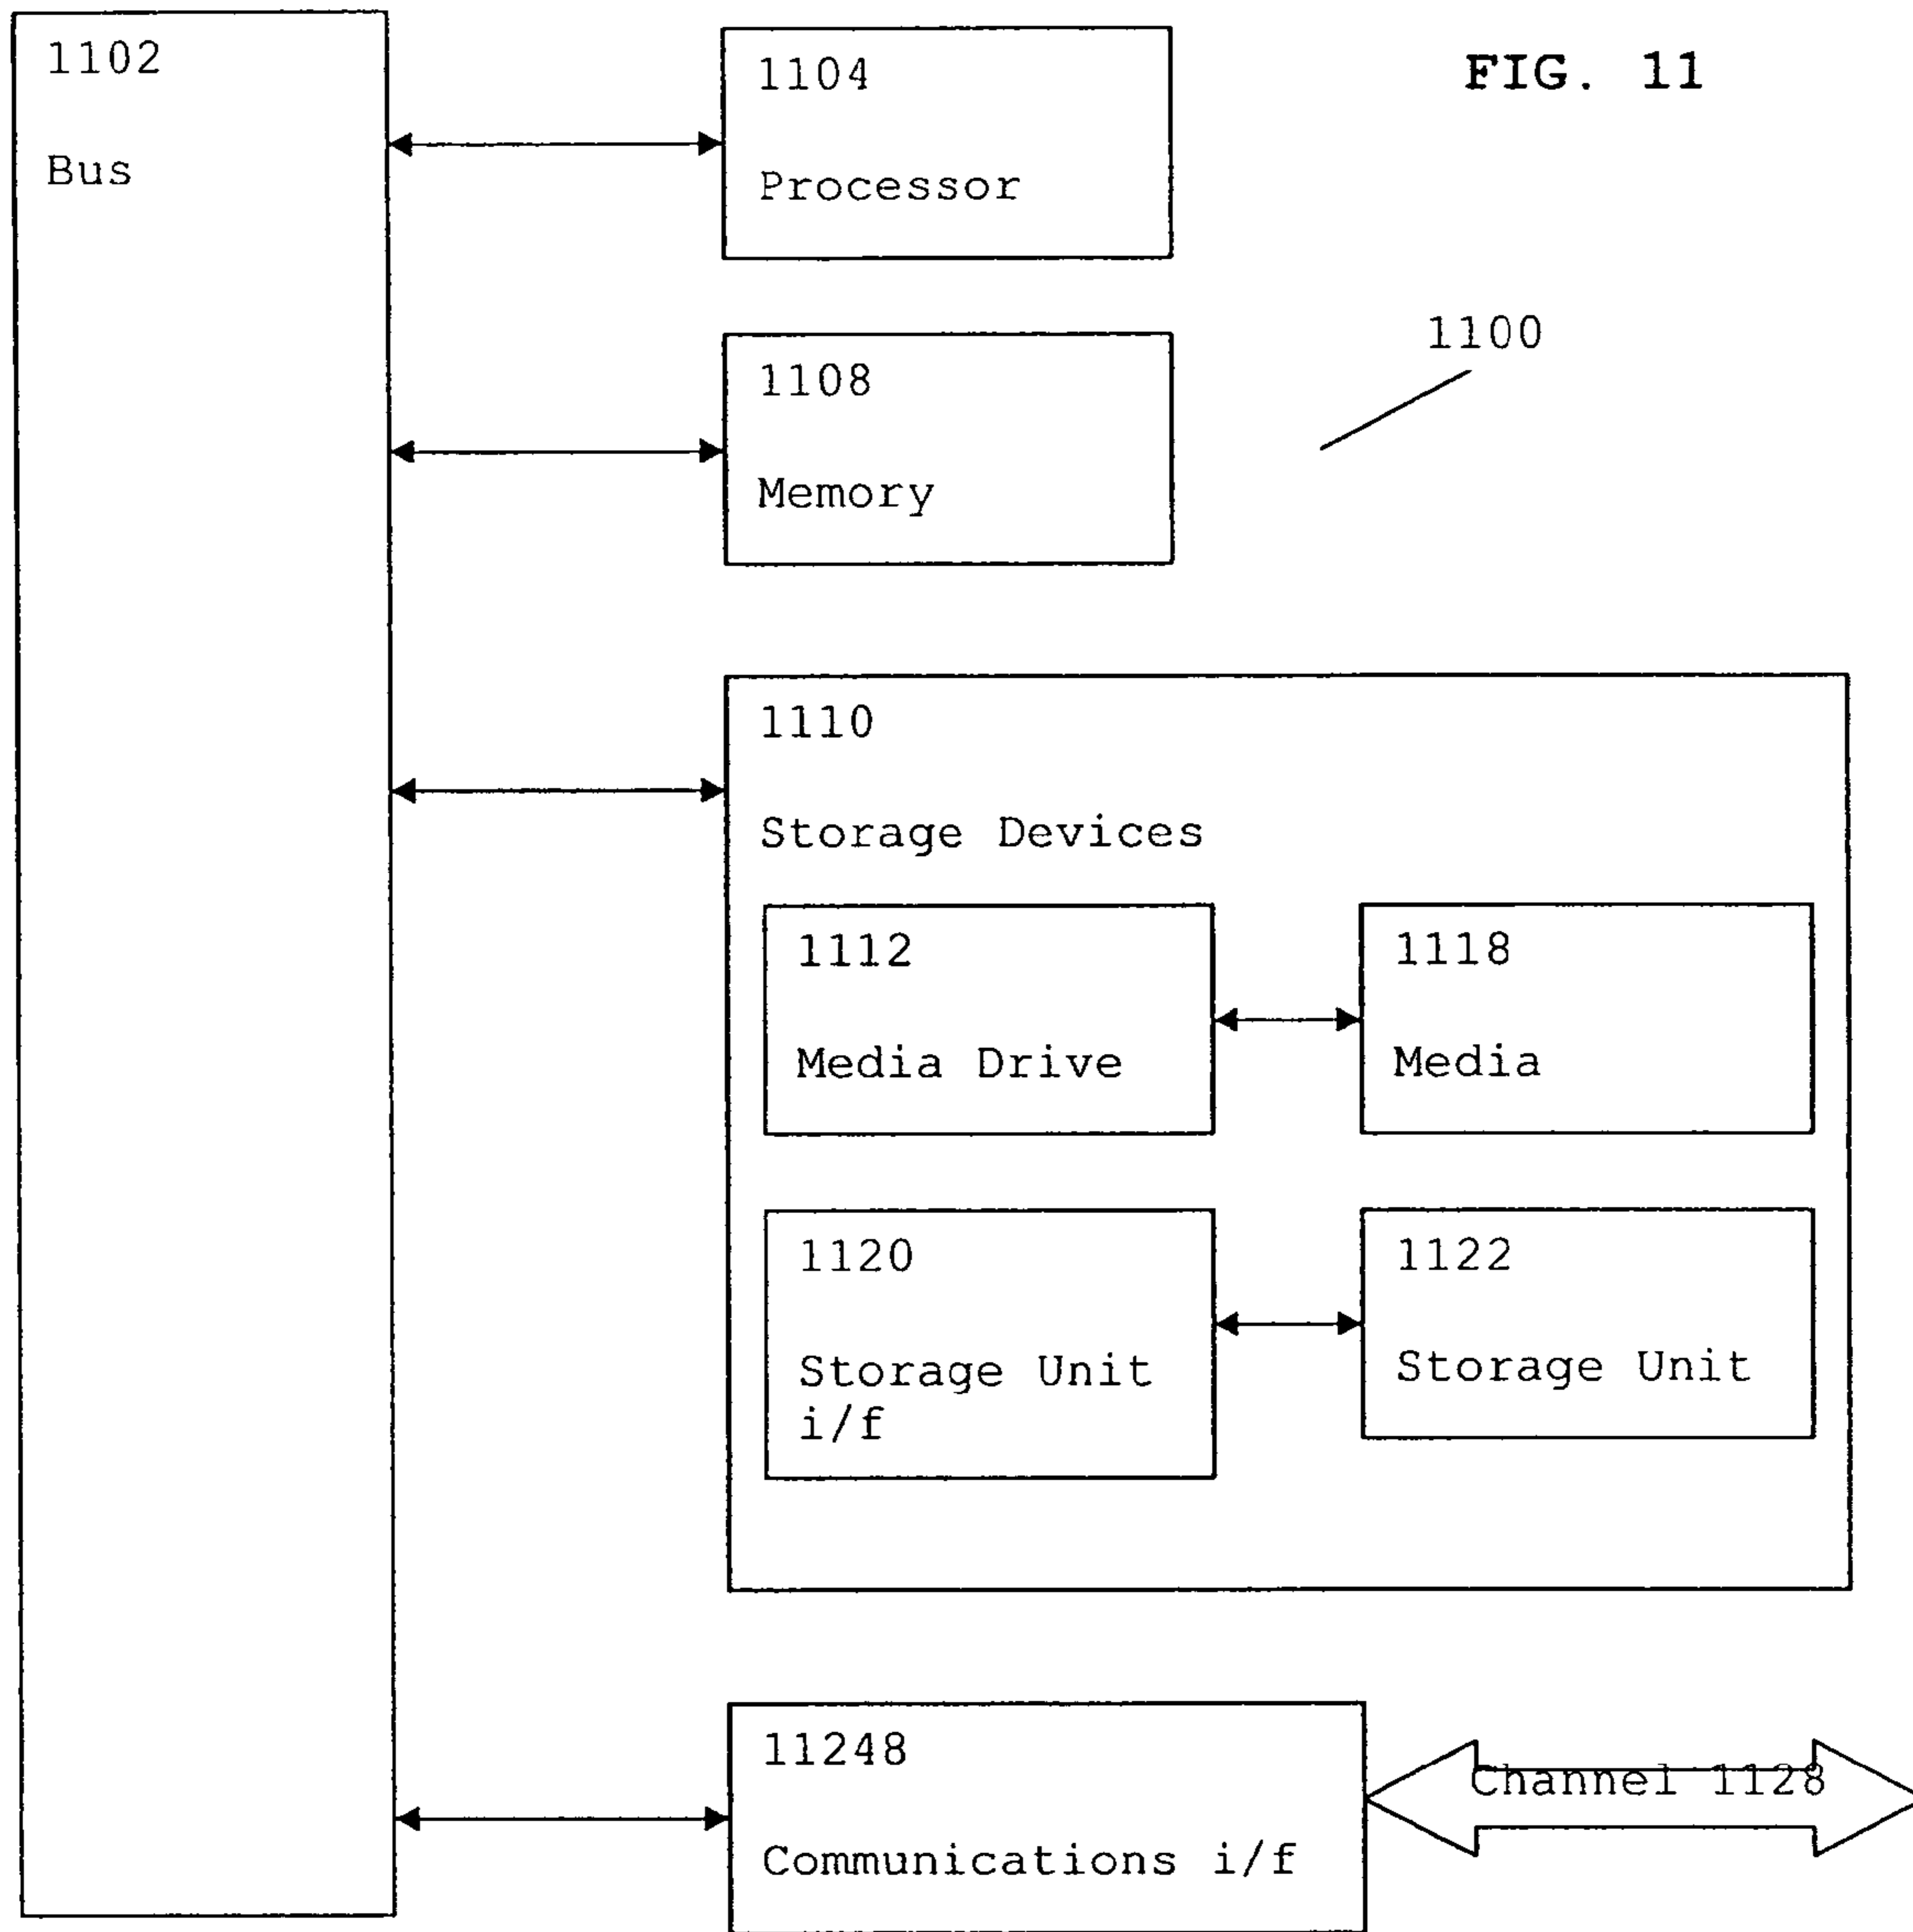 FIG. 11
1102
Bus
1104
Processor
1100
1108
Memory
1110
Storage Devices
1112
Media Drive
1118
Media
1120
Storage Unit
i/f
1122
Storage Unit
11248
Communications i/f
Channel 1128